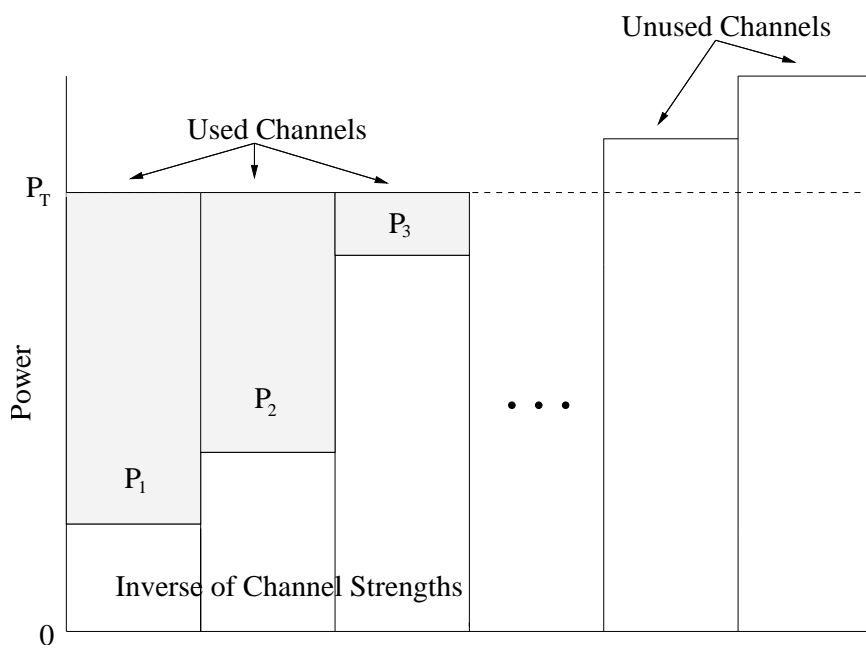 Unused Channels
Used Channels
P_T
P_3
Power
P_2
P_1
Inverse of Channel Strengths
0